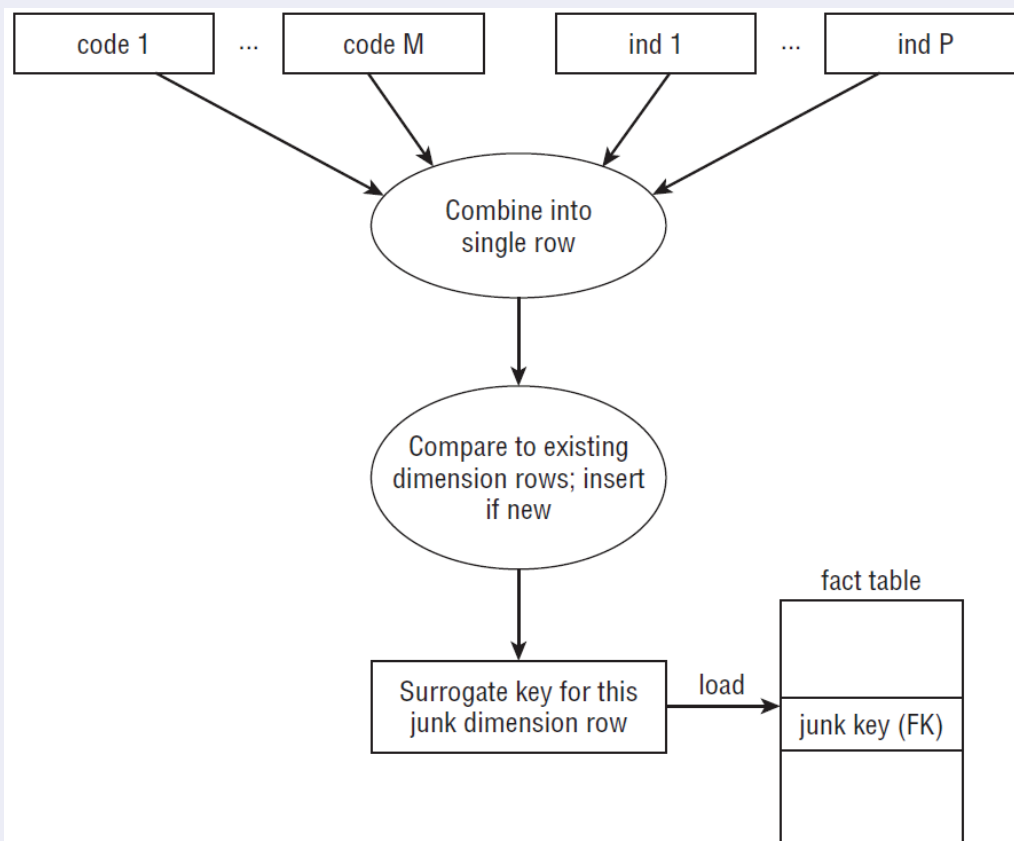 code 1
...
code M
ind 1
...
ind P
Combine into
single row
Compare to existing
dimension rows; insert
if new
fact table
Surrogate key for this
junk dimension row
load
junk key (FK)